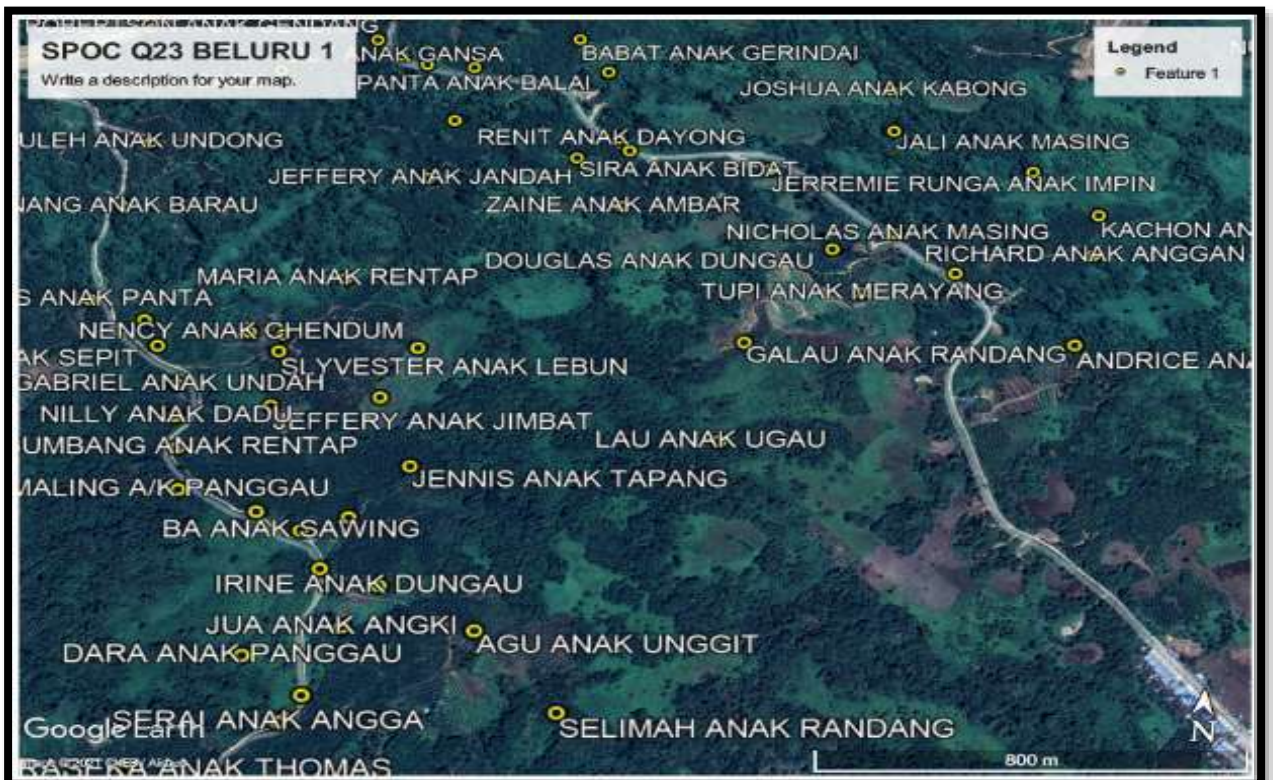 ROBERTSON ANAK GENDANG
SPOC Q23 BELURU 1
Write a description for your map.
ANAK GANSA
BABAT ANAK GERINDAI
Legend
Feature 1
PANTA ANAK BALAI
JOSHUA ANAK KABONG
ULEH ANAK UNDONG
RENIT ANAK DAYONG
JALI ANAK MASING
JEFFERY ANAK JANDAH
SIRA ANAK BIDAT
JERREMIE RUNGA ANAK IMPIN
NANG ANAK BARAU
ZAINE ANAK AMBAR
NICHOLAS ANAK MASING
KACHON AN
DOUGLAS ANAK DUNGAU
RICHARD ANAK ANGGAN
MARIA ANAK RENTAP
TUPI ANAK MERAYANG
S ANAK PANTA
NENCY ANAK CHENDUM
AK SEPIT
SLYVESTER ANAK LEBUN
GALAU ANAK RANDANG
ANDRICE ANA
GABRIEL ANAK UNDAH
NILLY ANAK DADU
JEFFERY ANAK JIMBAT
UMBANG ANAK RENTAP
LAU ANAK UGAU
MALING A/K PANGGAU
JENNIS ANAK TAPANG
BA ANAK SAWING
IRINE ANAK DUNGAU
JUA ANAK ANGKI
AGU ANAK UNGGIT
DARA ANAK PANGGAU
SERAI ANAK ANGGA
SELIMAH ANAK RANDANG
Google Earth
N
800 m
RASEKA ANAK THOMAS